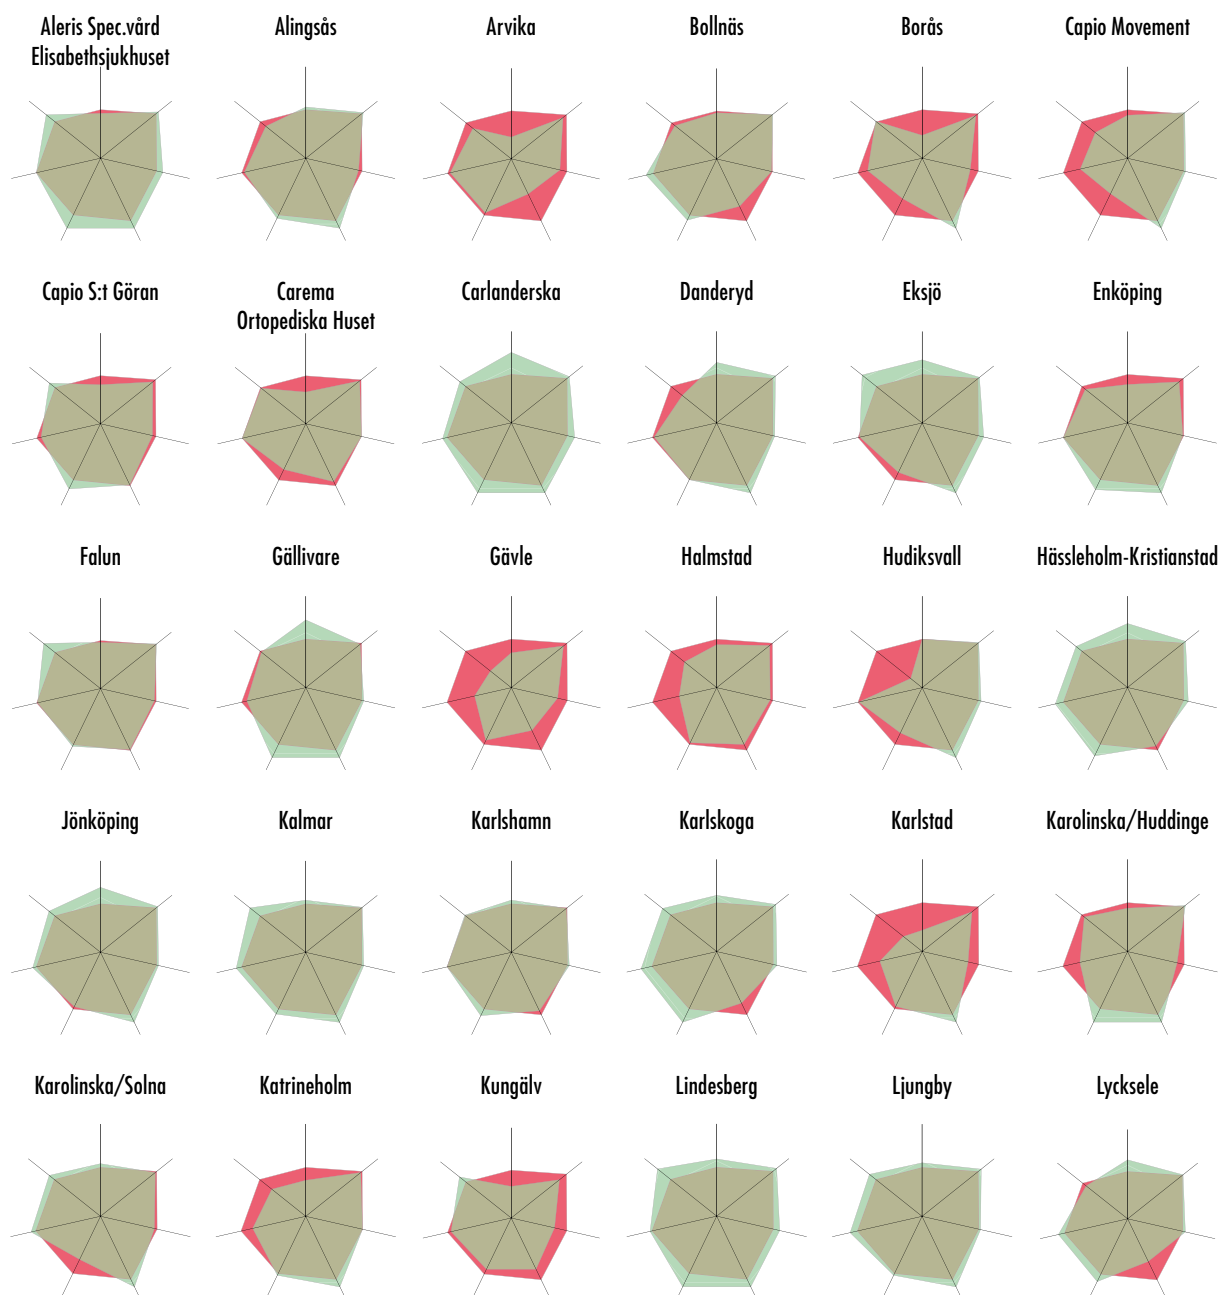 Aleris Spec.vård
Elisabethsjukhuset
Alingsås
Arvika
Bollnäs
Borås
Capio Movement
Capio S:t Göran
Carema
Ortopediska Huset
Carlanderska
Danderyd
Eksjö
Enköping
Falun
Gällivare
Gävle
Halmstad
Hudiksvall
Hässleholm-Kristianstad
Jönköping
Kalmar
Karlshamn
Karlskoga
Karlstad
Karolinska/Huddinge
Karolinska/Solna
Katrineholm
Kungälv
Lindesberg
Ljungby
Lycksele